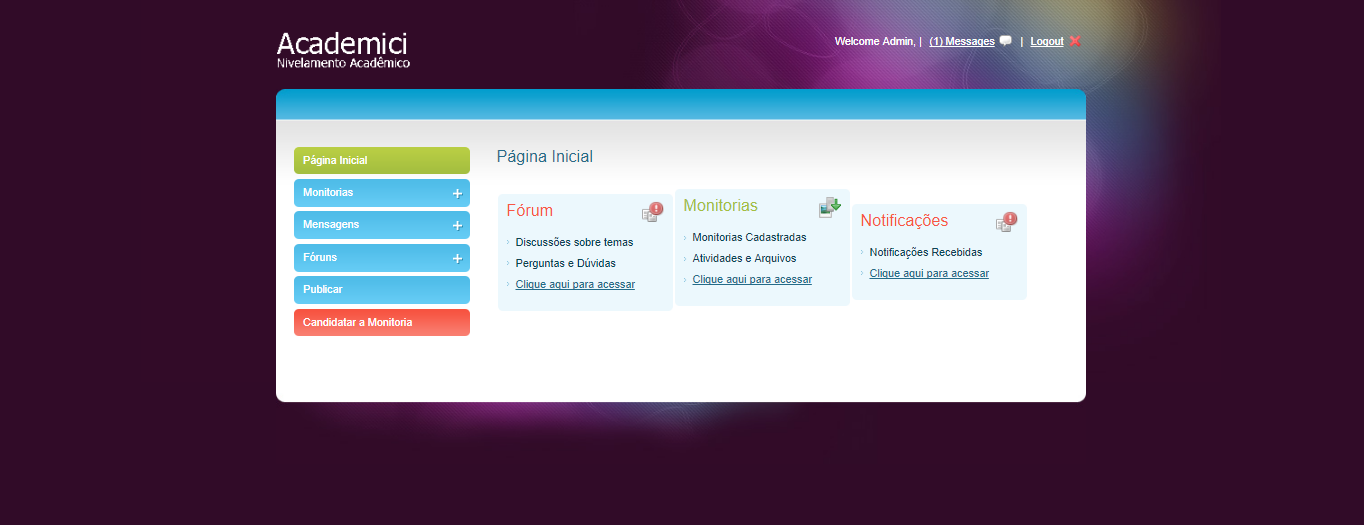 Academici
Nivelamento Acadêmico
Welcome Admin, | (1) Messages | Logout
Página Inicial
Monitorias
Mensagens
Fóruns
Publicar
Candidatar a Monitoria
Página Inicial
Fórum
Discussões sobre temas
Perguntas e Dúvidas
Clique aqui para acessar
Monitorias
Monitorias Cadastradas
Atividades e Arquivos
Clique aqui para acessar
Notificações
Notificações Recebidas
Clique aqui para acessar